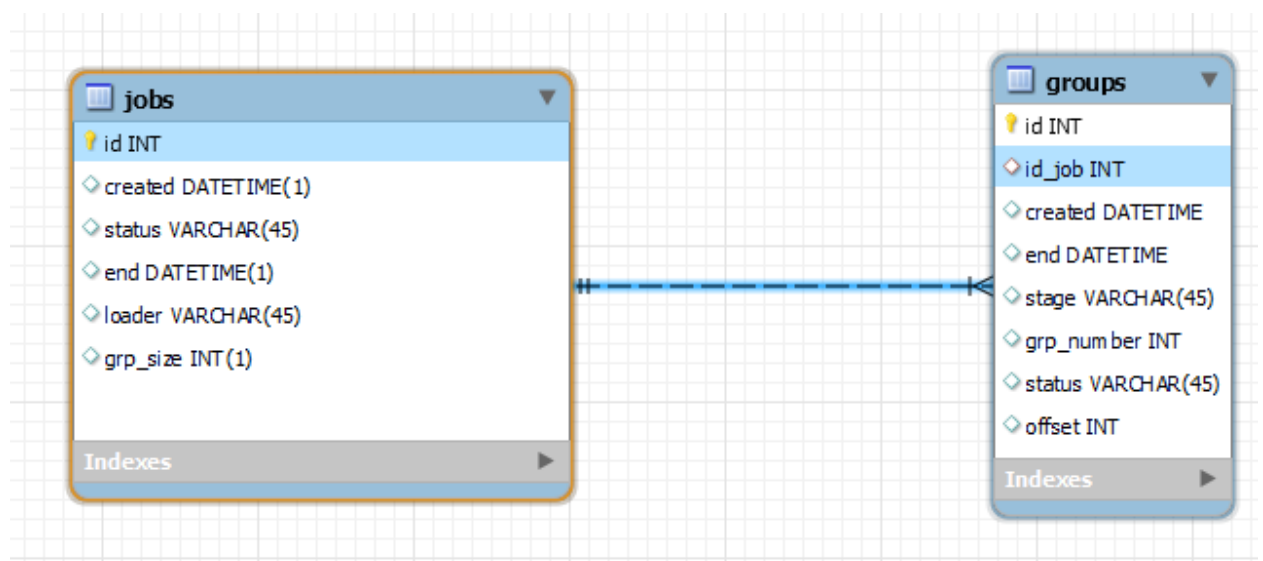 jobs
id INT
created DATETIME(1)
status VARCHAR(45)
end DATETIME(1)
loader VARCHAR(45)
grp_size INT(1)
Indexes
groups
id INT
id_job INT
created DATETIME
end DATETIME
stage VARCHAR(45)
grp_number INT
status VARCHAR(45)
offset INT
Indexes